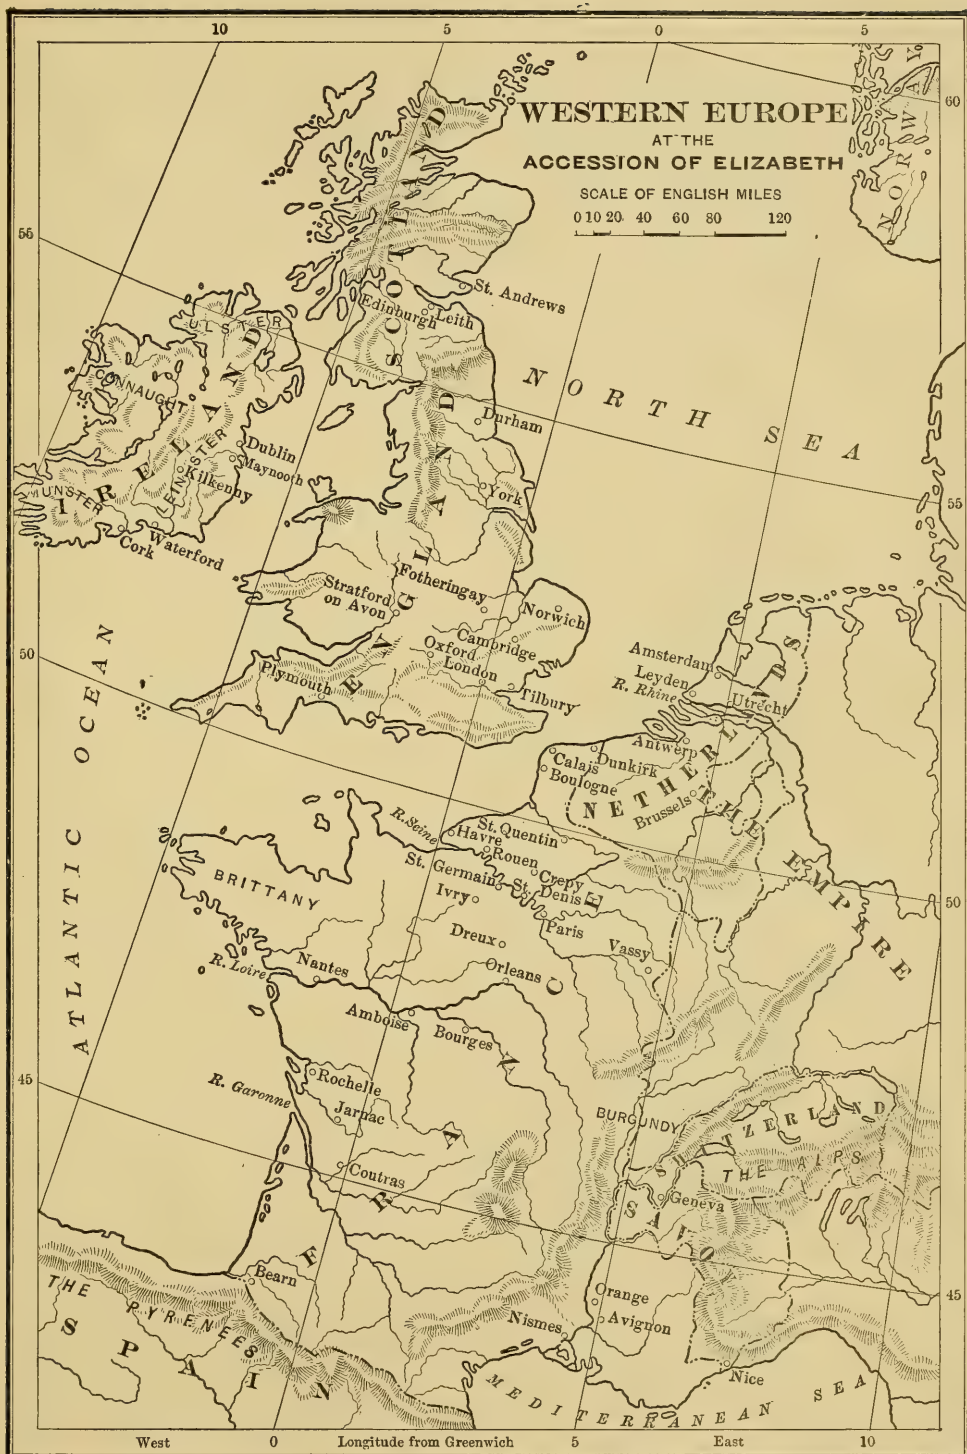 10 5 0 5
WESTERN EUROPE
AT THE
ACCESSION OF ELIZABETH
SCALE OF ENGLISH MILES
0 10 20 40 60 80 120
60
NORWAY
55
SCOTLAND
St. Andrews
Edinburgh
Leith
ULSTER
CONNAUGHT
IRELAND
NORTH SEA
Durham
Dublin
Maynooth
LEINSTER
Kilkenny
MUNSTER
York
55
Waterford
Cork
ENGLAND
Fotheringay
Stratford
on Avon
Norwich
Cambridge
Oxford
London
Tilbury
Plymouth
50
ATLANTIC OCEAN
Amsterdam
Leyden
R. Rhine
Utrecht
Antwerp
Calais
Dunkirk
Boulogne
NETHERLANDS
Brussels
THE EMPIRE
R. Seine
Havre
St. Quentin
Rouen
Crepy
St. Germain
St. Denis
Ivry
Paris
BRITTANY
50
Dreux
Vassy
R. Loire
Nantes
Orleans
Amboise
Bourges
FRANCE
45
Rochelle
R. Garonne
Jarnac
BURGUNDY
SWITZERLAND
THE ALPS
Coutras
Geneva
SAVOY
Bearn
Orange
45
THE PYRENEES
Avignon
Nismes
SPAIN
Nice
MEDITERRANEAN SEA
West 0 Longitude from Greenwich 5 East 10